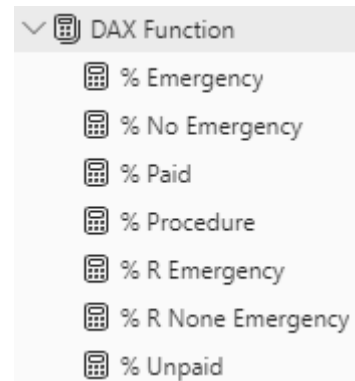 DAX Function
% Emergency
% No Emergency
% Paid
% Procedure
% R Emergency
% R None Emergency
% Unpaid